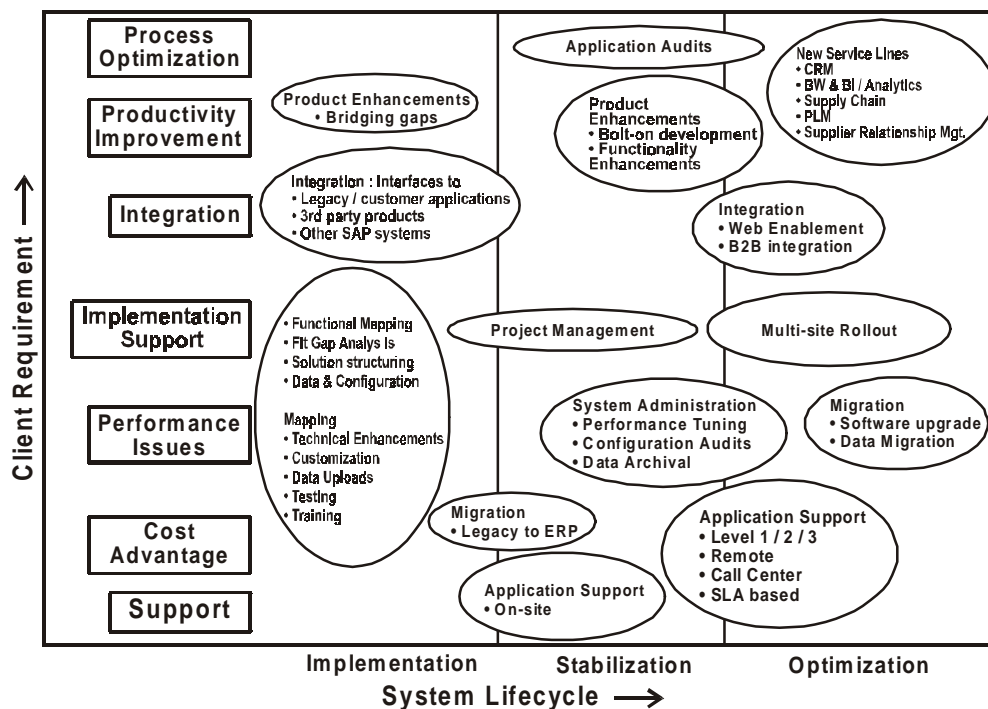 Process
Optimization
Application Audits
New Service Lines
• CRM
• BW & BI / Analytics
• Supply Chain
• PLM
• Supplier Relationship Mgt.
Productivity
Improvement
Product Enhancements
• Bridging gaps
Product
Enhancements
• Bolt-on development
• Functionality
Enhancements
Integration
Integration : Interfaces to
• Legacy / customer applications
• 3rd party products
• Other SAP systems
Integration
• Web Enablement
• B2B integration
Implementation
Support
• Functional Mapping
• Fit Gap Analys Is
• Solution structuring
• Data & Configuration
Mapping
• Technical Enhancements
• Customization
• Data Uploads
• Testing
• Training
Project Management
Multi-site Rollout
Performance
Issues
System Administration
• Performance Tuning
• Configuration Audits
• Data Archival
Migration
• Software upgrade
• Data Migration
Cost
Advantage
Migration
• Legacy to ERP
Application Support
• Level 1 / 2 / 3
• Remote
• Call Center
• SLA based
Support
Application Support
• On-site
Client Requirement →
Implementation
Stabilization
Optimization
System Lifecycle →